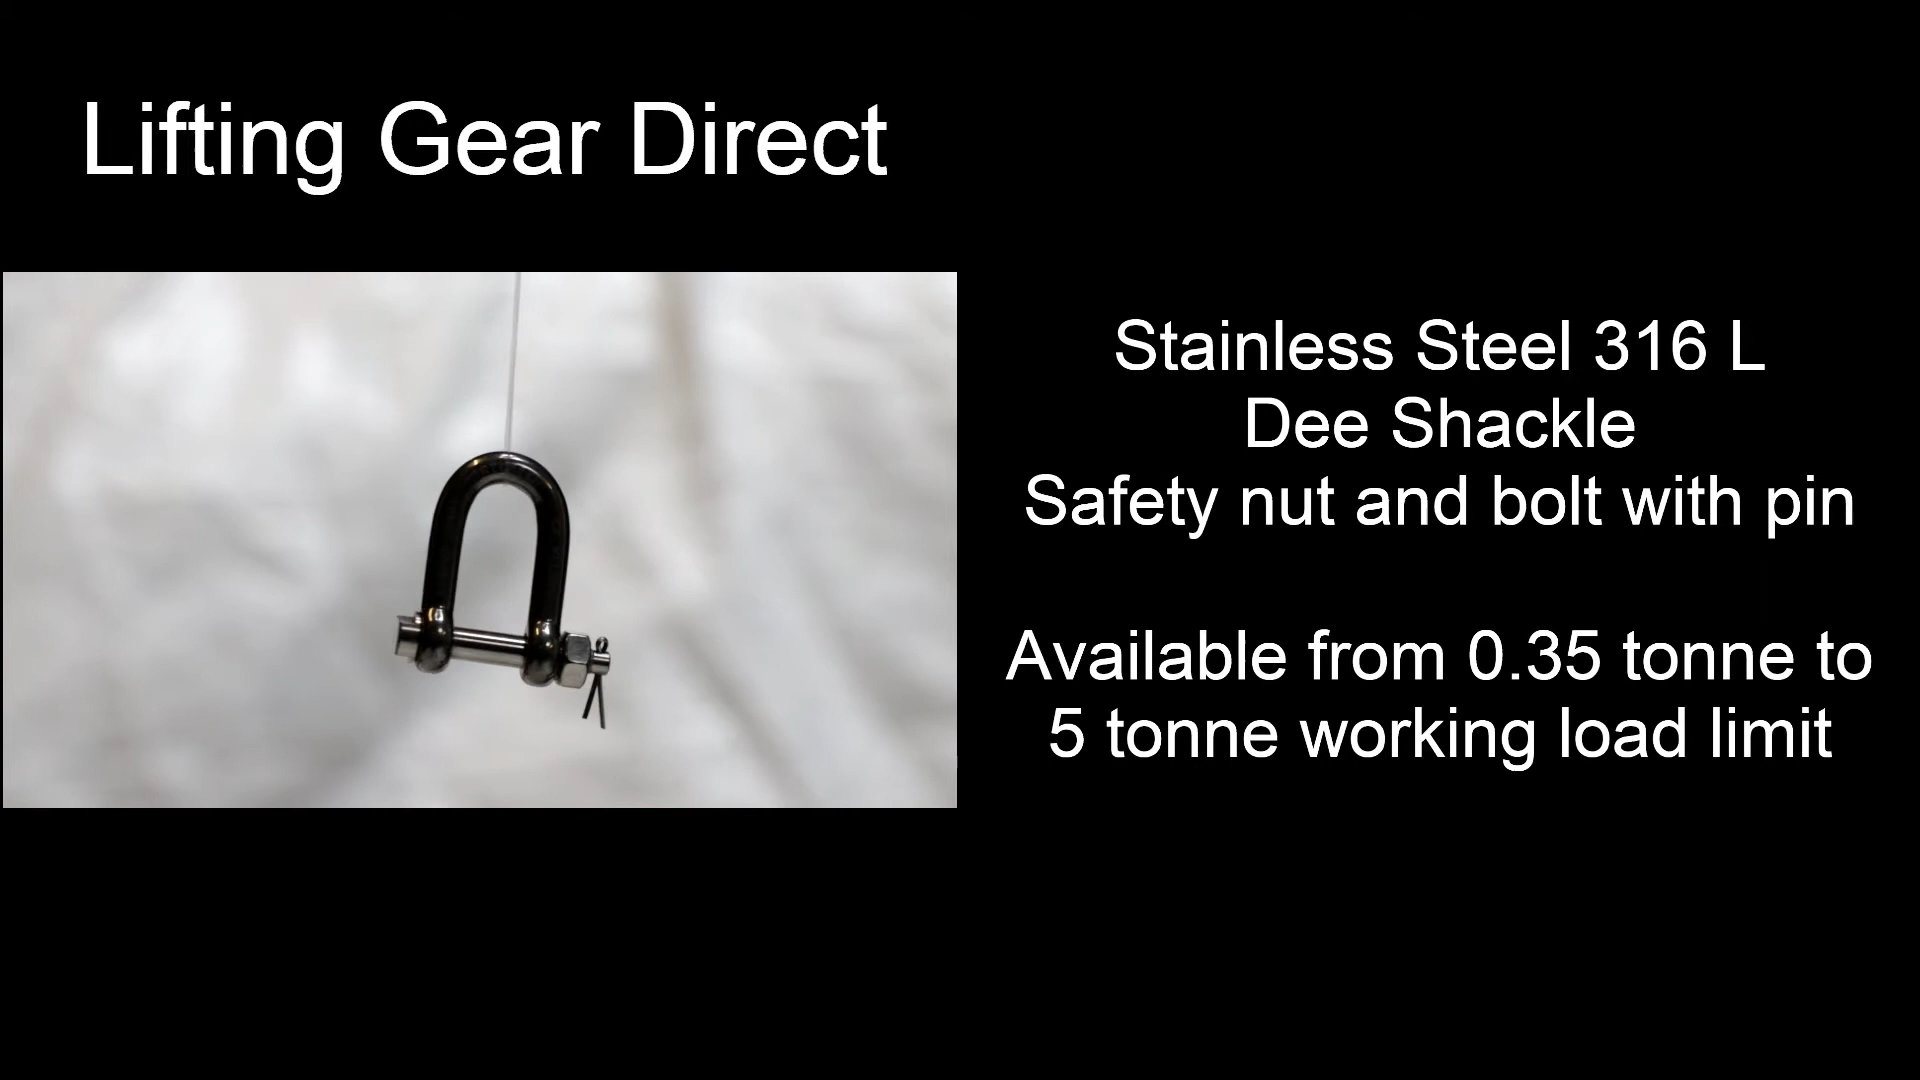 Lifting Gear Direct
Stainless Steel 316 L
Dee Shackle
Safety nut and bolt with pin
Available from 0.35 tonne to
5 tonne working load limit